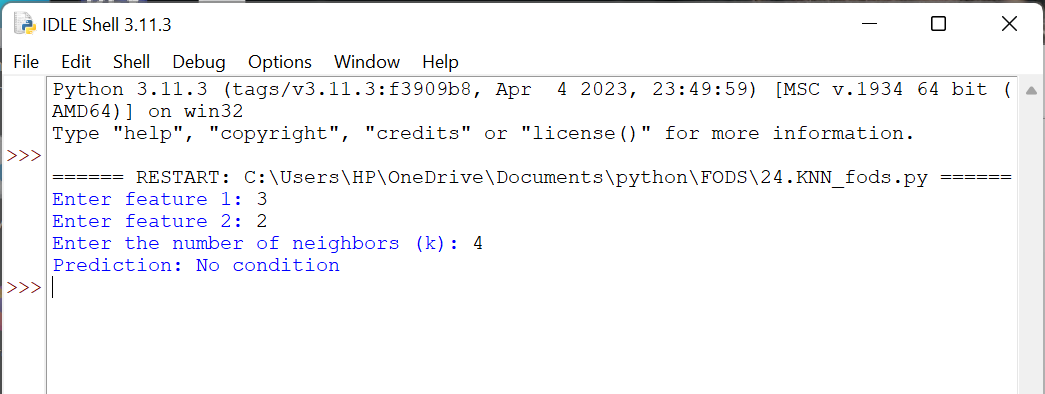 IDLE Shell 3.11.3
File Edit Shell Debug Options Window Help
Python 3.11.3 (tags/v3.11.3:f3909b8, Apr  4 2023, 23:49:59) [MSC v.1934 64 bit (
AMD64)] on win32
Type "help", "copyright", "credits" or "license()" for more information.
>>>
====== RESTART: C:\Users\HP\OneDrive\Documents\python\FODS\24.KNN_fods.py ======
Enter feature 1: 3
Enter feature 2: 2
Enter the number of neighbors (k): 4
Prediction: No condition
>>>